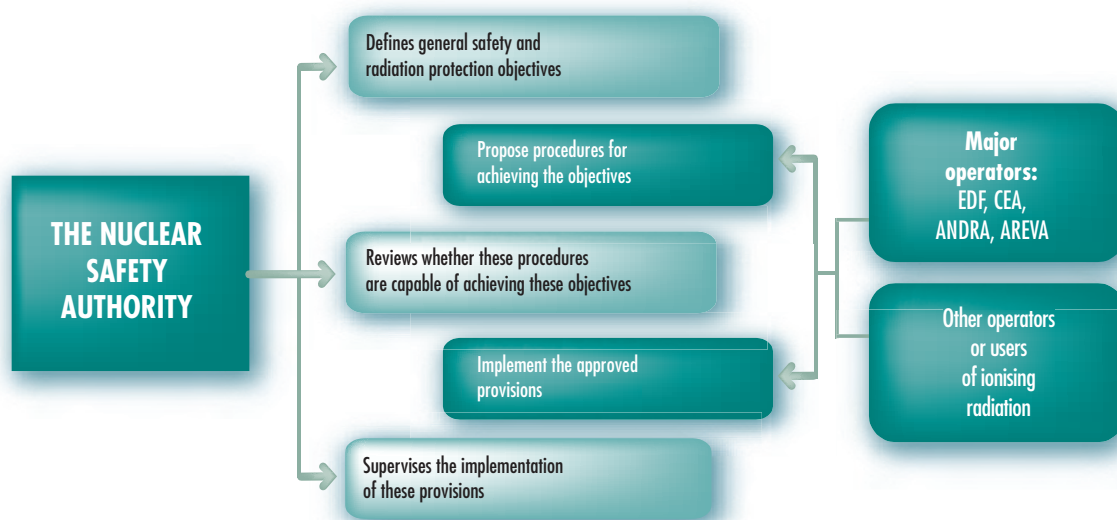 THE NUCLEAR
SAFETY
AUTHORITY
Defines general safety and
radiation protection objectives
Propose procedures for
achieving the objectives
Reviews whether these procedures
are capable of achieving these objectives
Implement the approved
provisions
Supervises the implementation
of these provisions
Major
operators:
EDF, CEA,
ANDRA, AREVA
Other operators
or users
of ionising
radiation